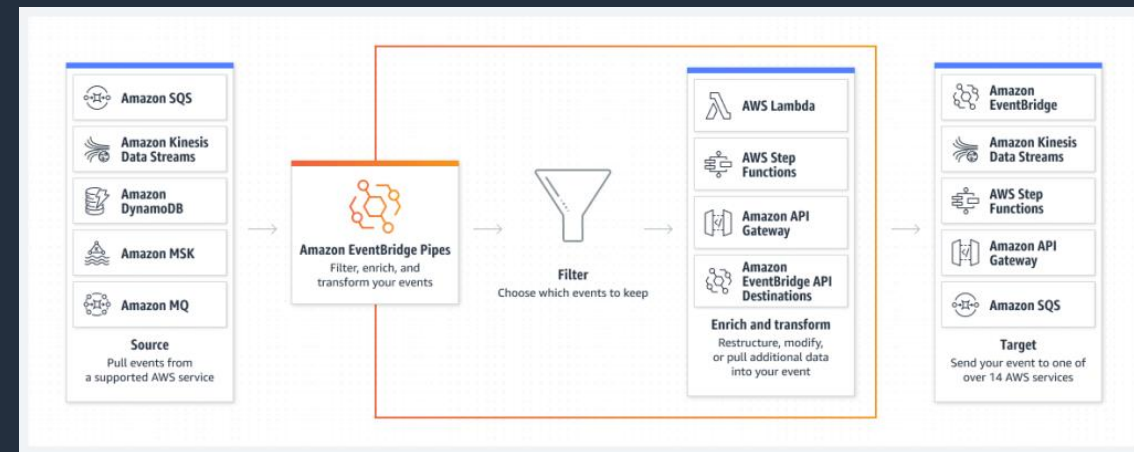 Amazon SQS
Amazon Kinesis
Data Streams
Amazon
DynamoDB
Amazon MSK
Amazon MQ
Source
Pull events from
a supported AWS service
Amazon EventBridge Pipes
Filter, enrich, and
transform your events
Filter
Choose which events to keep
AWS Lambda
AWS Step
Functions
Amazon API
Gateway
Amazon
EventBridge API
Destinations
Enrich and transform
Restructure, modify,
or pull additional data
into your event
Amazon
EventBridge
Amazon Kinesis
Data Streams
AWS Step
Functions
Amazon API
Gateway
Amazon SQS
Target
Send your event to one of
over 14 AWS services